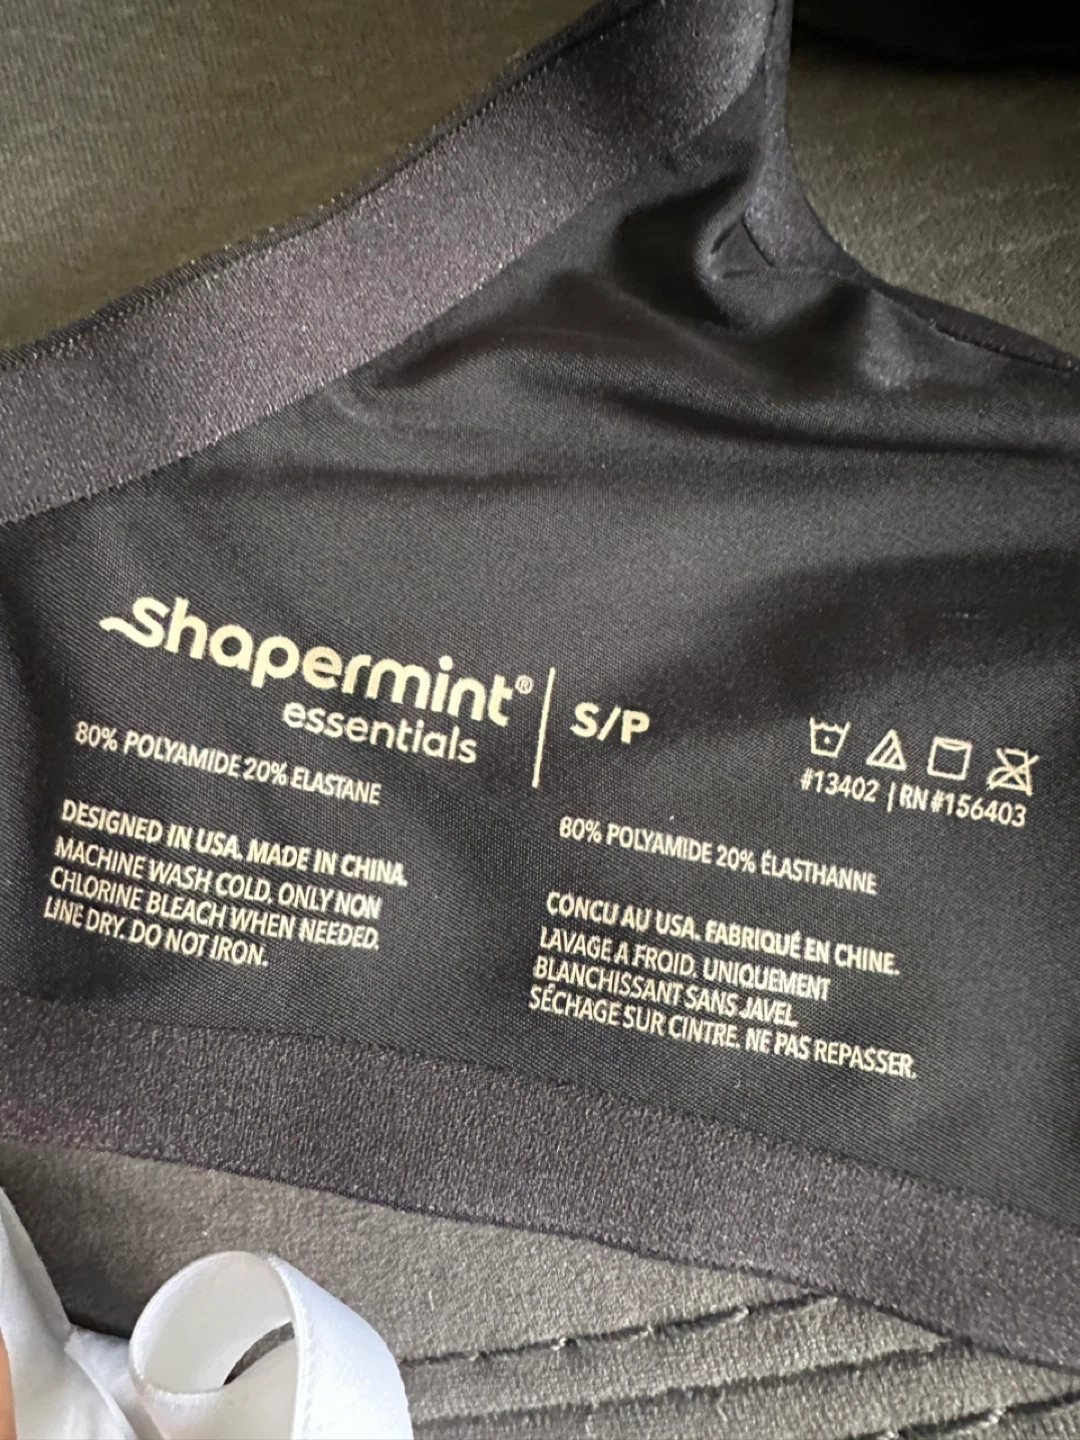 shapermint®
essentials
S/P
80% POLYAMIDE 20% ELASTANE
DESIGNED IN USA. MADE IN CHINA.
MACHINE WASH COLD, ONLY NON
CHLORINE BLEACH WHEN NEEDED.
LINE DRY. DO NOT IRON.
#13402 | RN #156403
80% POLYAMIDE 20% ÉLASTHANNE
CONCU AU USA. FABRIQUÉ EN CHINE.
LAVAGE A FROID, UNIQUEMENT
BLANCHISSANT SANS JAVEL
SÉCHAGE SUR CINTRE. NE PAS REPASSER.